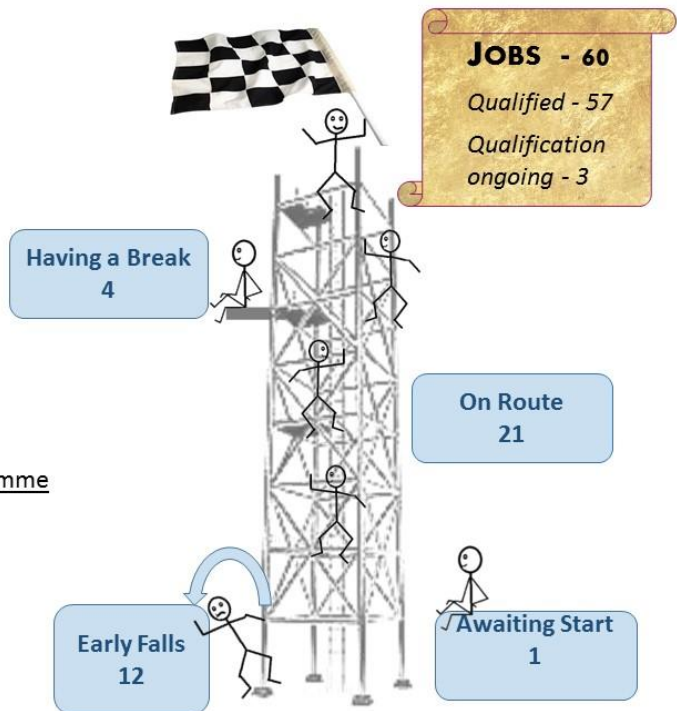 JOBS - 60
Qualified - 57
Qualification
ongoing - 3
Having a Break
4
On Route
21
mme
Early Falls
12
Awaiting Start
1